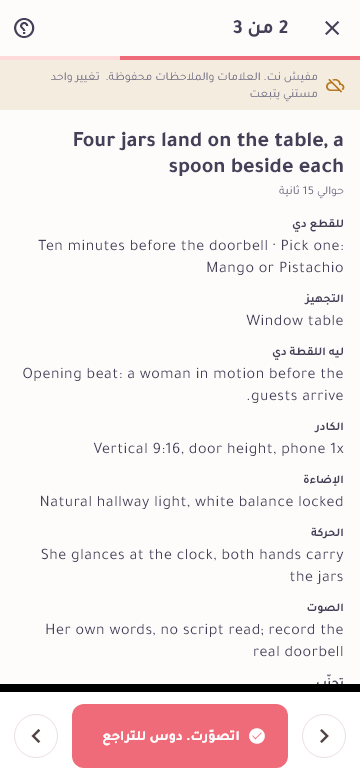 2 من 3
مفيش نت. العلامات والملاحظات محفوظة. تغيير واحد
مستني يتبعت
Four jars land on the table, a
spoon beside each
حوالي 15 ثانية
للقطع دي
Ten minutes before the doorbell · Pick one:
Mango or Pistachio
التجهيز
Window table
ليه اللقطة دي
Opening beat: a woman in motion before the
guests arrive.
الكادر
Vertical 9:16, door height, phone 1x
الإضاءة
Natural hallway light, white balance locked
الحركة
She glances at the clock, both hands carry
the jars
الصوت
Her own words, no script read; record the
real doorbell
اتصوّرت. دوس للتراجع